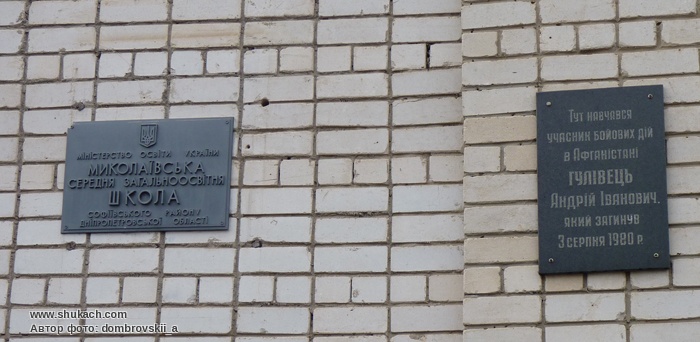 МІНІСТЕРСТВО ОСВІТИ УКРАЇНИ
МИКОЛАЇВСЬКА
СЕРЕДНЯ ЗАГАЛЬНООСВІТНЯ
ШКОЛА
СОФІЇВСЬКОГО РАЙОНУ
ДНІПРОПЕТРОВСЬКОЇ ОБЛАСТІ
Тут навчався
учасник бойових дій
в Афганістані
ГУЛІВЕЦЬ
Андрій Іванович,
який загинув
3 серпня 1980 р.
www.shukach.com
Автор фото: dombrovskij_a